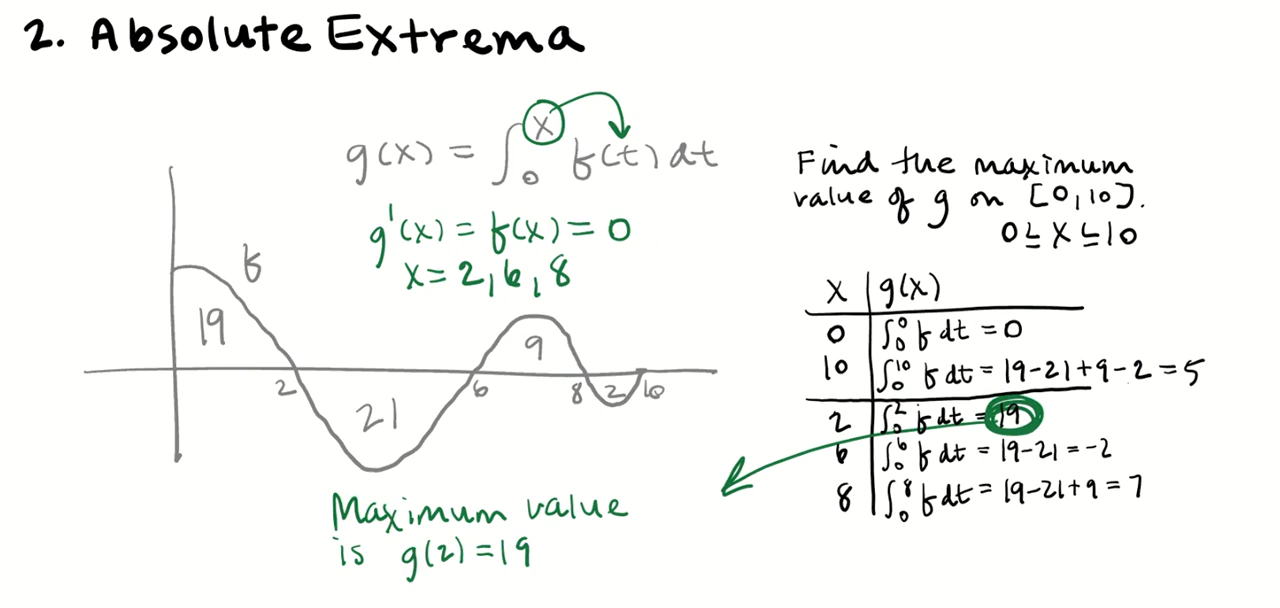 2. Absolute Extrema
g(x) = ∫₀ˣ f(t) dt
g'(x) = f(x) = 0
x = 2, 6, 8
f
19
9
2
6
8
2
10
21
Maximum value
is g(2) = 19
Find the maximum
value of g on [0,10].
0 ≤ x ≤ 10
x g(x)
0 ∫₀⁰ f dt = 0
10 ∫₀¹⁰ f dt = 19-21+9-2 = 5
2 ∫₀² f dt = 19
6 ∫₀⁶ f dt = 19-21 = -2
8 ∫₀⁸ f dt = 19-21+9 = 7